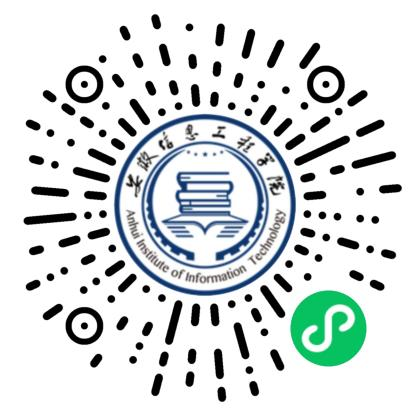 安徽信息工程学院
Anhui Institute of Information Technology